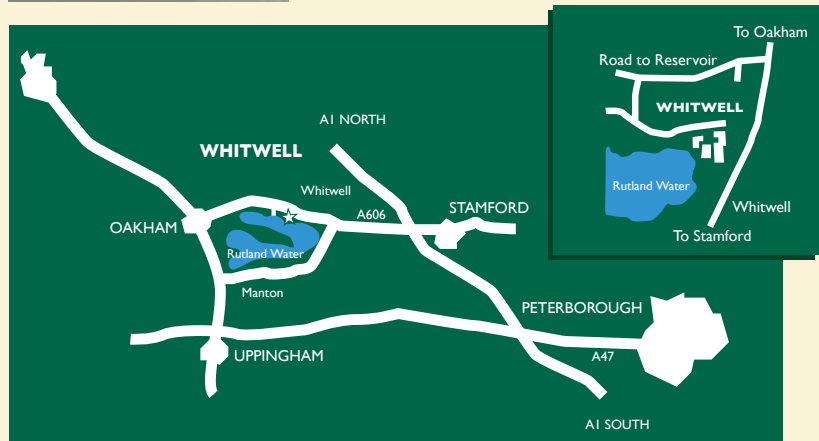 A1 NORTH
WHITWELL
Whitwell
OAKHAM
A606
STAMFORD
Rutland Water
Manton
PETERBOROUGH
UPPINGHAM
A47
A1 SOUTH
To Oakham
Road to Reservoir
WHITWELL
Rutland Water
Whitwell
To Stamford